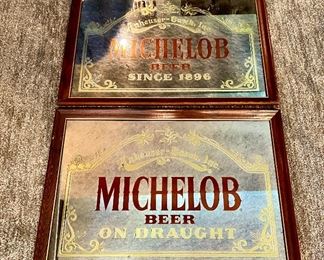 Anheuser-Busch, Inc.
MICHELOB
BEER
SINCE 1896
Anheuser-Busch, Inc.
MICHELOB
BEER
ON DRAUGHT